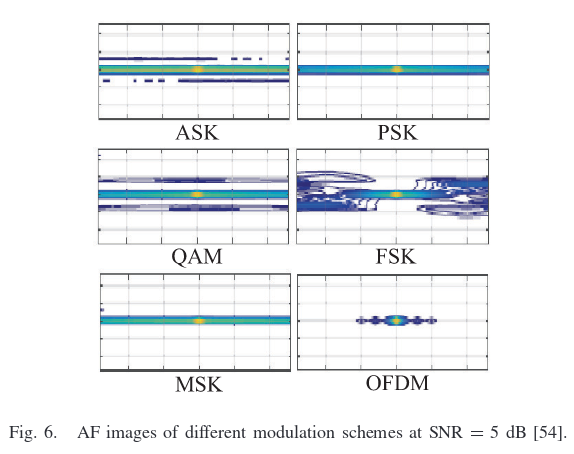 ASK PSK
QAM FSK
MSK OFDM
Fig. 6. AF images of different modulation schemes at SNR = 5 dB [54].